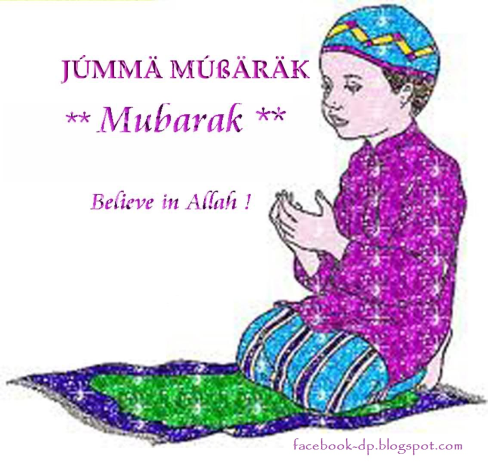 JÚMMÄ MÚßÄRÄK
** Mubarak **
Believe in Allah !
facebook-dp.blogspot.com